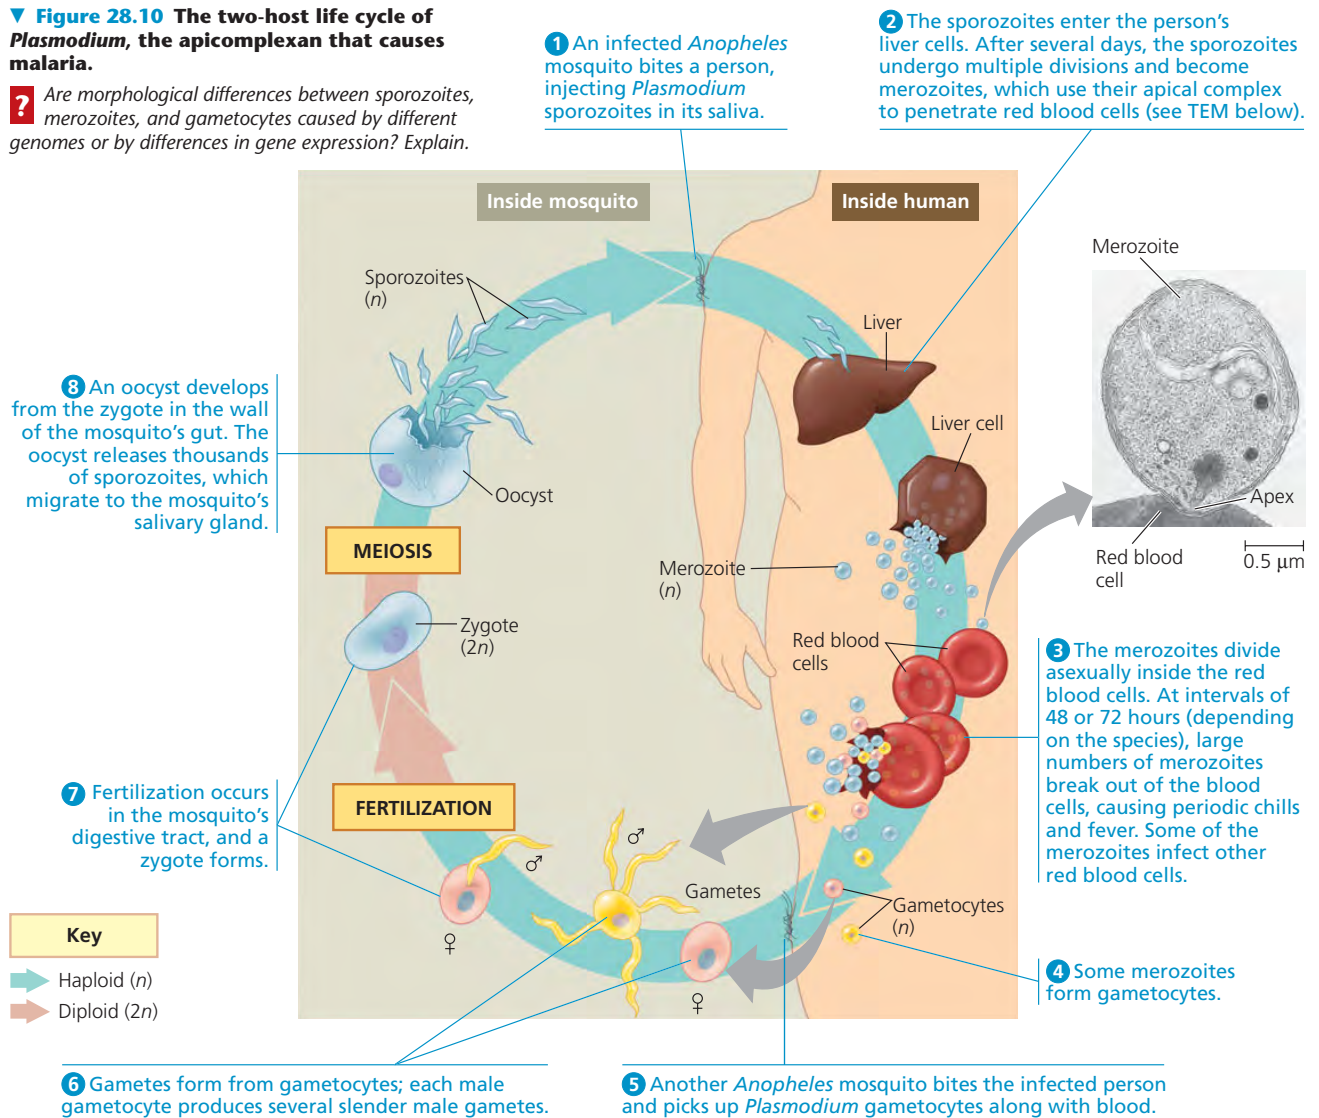 ▼ Figure 28.10 The two-host life cycle of
Plasmodium, the apicomplexan that causes
malaria.
? Are morphological differences between sporozoites,
merozoites, and gametocytes caused by different
genomes or by differences in gene expression? Explain.
1 An infected Anopheles
mosquito bites a person,
injecting Plasmodium
sporozoites in its saliva.
2 The sporozoites enter the person's
liver cells. After several days, the sporozoites
undergo multiple divisions and become
merozoites, which use their apical complex
to penetrate red blood cells (see TEM below).
Inside mosquito
Inside human
Sporozoites
(n)
Liver
Liver cell
Merozoite
Apex
Red blood
cell
0.5 μm
8 An oocyst develops
from the zygote in the wall
of the mosquito's gut. The
oocyst releases thousands
of sporozoites, which
migrate to the mosquito's
salivary gland.
Oocyst
MEIOSIS
Merozoite
(n)
Zygote
(2n)
Red blood
cells
3 The merozoites divide
asexually inside the red
blood cells. At intervals of
48 or 72 hours (depending
on the species), large
numbers of merozoites
break out of the blood
cells, causing periodic chills
and fever. Some of the
merozoites infect other
red blood cells.
7 Fertilization occurs
in the mosquito's
digestive tract, and a
zygote forms.
FERTILIZATION
♂
♂
Gametes
♀
♀
Gametocytes
(n)
4 Some merozoites
form gametocytes.
Key
Haploid (n)
Diploid (2n)
6 Gametes form from gametocytes; each male
gametocyte produces several slender male gametes.
5 Another Anopheles mosquito bites the infected person
and picks up Plasmodium gametocytes along with blood.